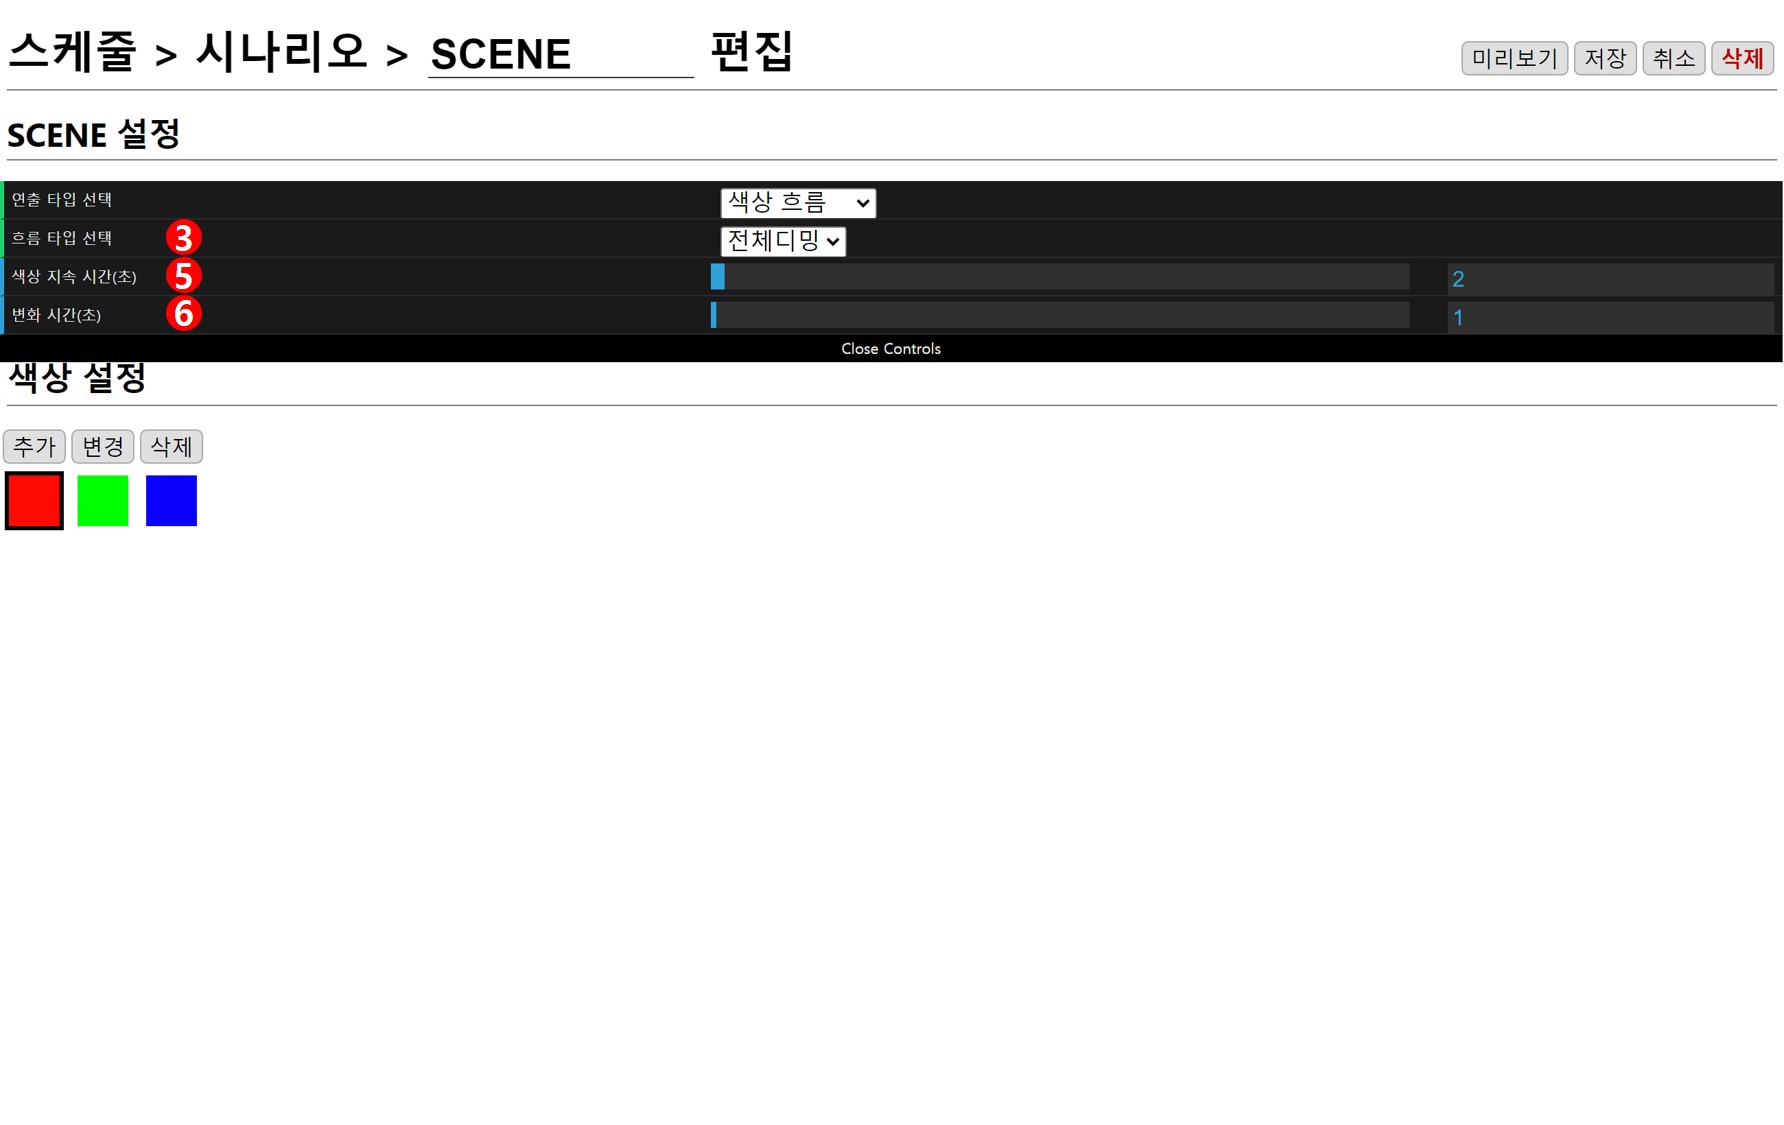 스케줄 > 시나리오 > SCENE 편집
미리보기 저장 취소 삭제
SCENE 설정
연출 타입 선택 색상 흐름
흐름 타입 선택 3 전체디밍
색상 지속 시간(초) 5 2
변화 시간(초) 6 1
Close Controls
색상 설정
추가 변경 삭제